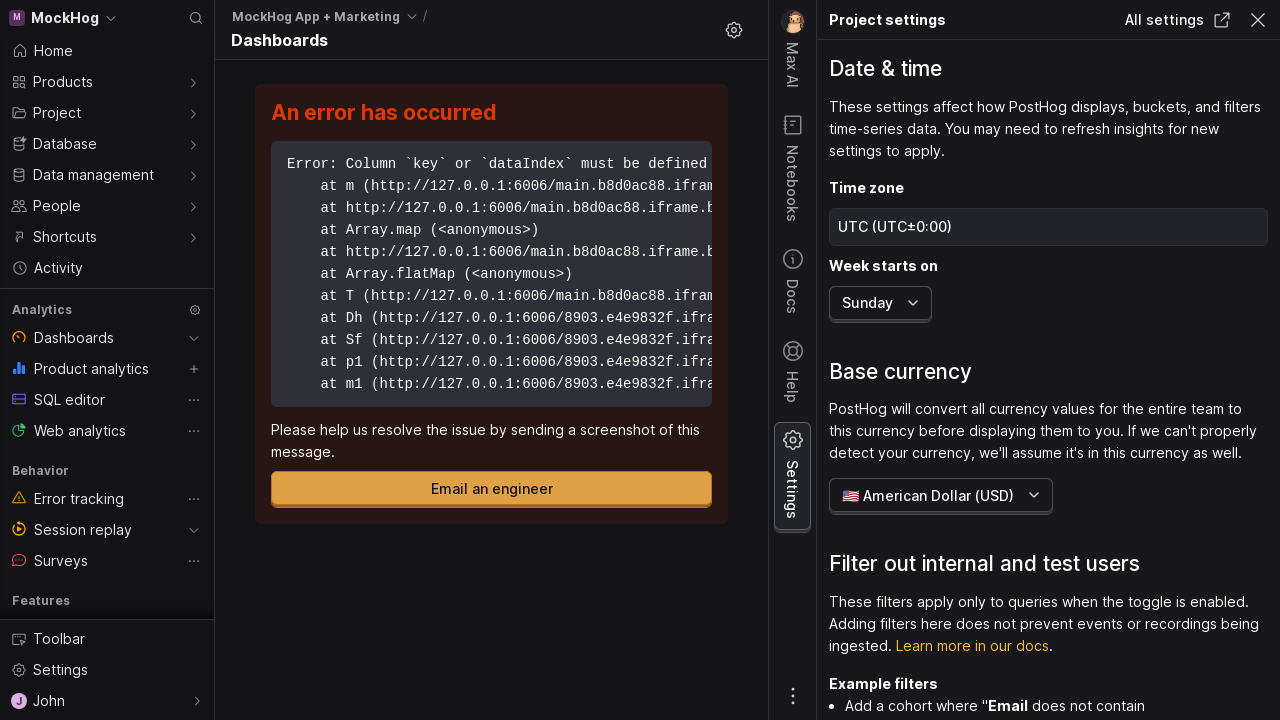 M MockHog
Home
Products
Project
Database
Data management
People
Shortcuts
Activity
Analytics
Dashboards
Product analytics
SQL editor
Web analytics
Behavior
Error tracking
Session replay
Surveys
Features
Toolbar
Settings
J John
MockHog App + Marketing /
Dashboards
An error has occurred
Error: Column `key` or `dataIndex` must be defined
at m (http://127.0.0.1:6006/main.b8d0ac88.ifram
at http://127.0.0.1:6006/main.b8d0ac88.iframe.b
at Array.map (<anonymous>)
at http://127.0.0.1:6006/main.b8d0ac88.iframe.b
at Array.flatMap (<anonymous>)
at T (http://127.0.0.1:6006/main.b8d0ac88.ifram
at Dh (http://127.0.0.1:6006/8903.e4e9832f.ifra
at Sf (http://127.0.0.1:6006/8903.e4e9832f.ifra
at p1 (http://127.0.0.1:6006/8903.e4e9832f.ifra
at m1 (http://127.0.0.1:6006/8903.e4e9832f.ifra
Please help us resolve the issue by sending a screenshot of this
message.
Email an engineer
Max AI
Notebooks
Docs
Help
Settings
Project settings
All settings
Date & time
These settings affect how PostHog displays, buckets, and filters
time-series data. You may need to refresh insights for new
settings to apply.
Time zone
UTC (UTC±0:00)
Week starts on
Sunday
Base currency
PostHog will convert all currency values for the entire team to
this currency before displaying them to you. If we can't properly
detect your currency, we'll assume it's in this currency as well.
🇺🇸 American Dollar (USD)
Filter out internal and test users
These filters apply only to queries when the toggle is enabled.
Adding filters here does not prevent events or recordings being
ingested. Learn more in our docs.
Example filters
• Add a cohort where "Email does not contain